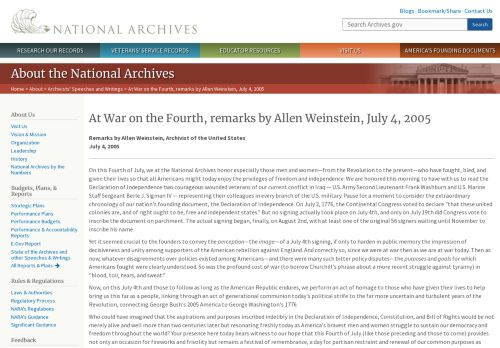 Blogs · Bookmark/Share · Contact Us
NATIONAL ARCHIVES
Search Archives.gov
Search
RESEARCH OUR RECORDS
VETERANS' SERVICE RECORDS
EDUCATOR RESOURCES
VISIT US
AMERICA'S FOUNDING DOCUMENTS
About the National Archives
Home > About > Archivists' Speeches and Writings > At War on the Fourth, remarks by Allen Weinstein, July 4, 2005
About Us
Visit Us
Vision & Mission
Organization
Leadership
History
National Archives by the
Numbers
Budgets, Plans, &
Reports
Strategic Plans
Performance Plans
Performance Budgets
Performance & Accountability
Reports
E-Gov Report
State of the Archives and
other Speeches & Writings
All Reports & Plans
Rules & Regulations
Laws & Authorities
Regulatory Process
NARA's Regulations
NARA's Guidance
Significant Guidance
Feedback
At War on the Fourth, remarks by Allen Weinstein, July 4, 2005
Remarks by Allen Weinstein, Archivist of the United States
July 4, 2005
On this Fourth of July, we at the National Archives honor especially those men and women—from the Revolution to the present—who have fought, bled, and
given their lives so that all Americans might today enjoy the privileges of freedom and independence. We are honored this morning to have with us to read the
Declaration of Independence two courageous wounded veterans of our current conflict in Iraq— U.S. Army Second Lieutenant Frank Washburn and U.S. Marine
Staff Sergeant Berle J. Sigman IV — representing their colleagues in every branch of the U.S. military. Pause for a moment to consider the extraordinary
chronology of our nation's founding document, the Declaration of Independence. On July 2, 1776, the Continental Congress voted to declare "that these united
colonies are, and of right ought to be, free and independent states." But no signing actually took place on July 4th, and only on July 19th did Congress vote to
inscribe the document on parchment. The actual signing began, finally, on August 2nd, with at least one of the original 56 signers waiting until November to
inscribe his name.
Yet it seemed crucial to the founders to convey the perception—the image—of a July 4th signing, if only to harden in public memory the impression of
decisiveness and unity among supporters of the American rebellion against England. And correctly so, since we were at war then as we are at war today. Then as
now, whatever disagreements over policies existed among Americans—and there were many such bitter policy disputes—the purposes and goals for which
Americans fought were clearly understood. So was the profound cost of war (to borrow Churchill's phrase about a more recent struggle against tyranny) in
"blood, toil, tears, and sweat."
Now, on this July 4th and those to follow as long as the American Republic endures, we perform an act of homage to those who have given their lives to help
bring us this far as a people, linking through an act of generational communion today's political strife to the far more uncertain and turbulent years of the
Revolution, connecting George Bush's 2005 America to George Washington's 1776.
Who could have imagined that the aspirations and purposes inscribed indelibly in the Declaration of Independence, Constitution, and Bill of Rights would be not
merely alive and well more than two centuries later but resonating freshly today as America's bravest men and women struggle to sustain our democracy and
freedom throughout the world? Your presence here today bears witness to our hope that this Fourth of July (like those preceding and those to come) provides
not only an occasion for fireworks and frivolity but remains a festival of remembrance, a day for partisan restraint and renewal of our common purposes as